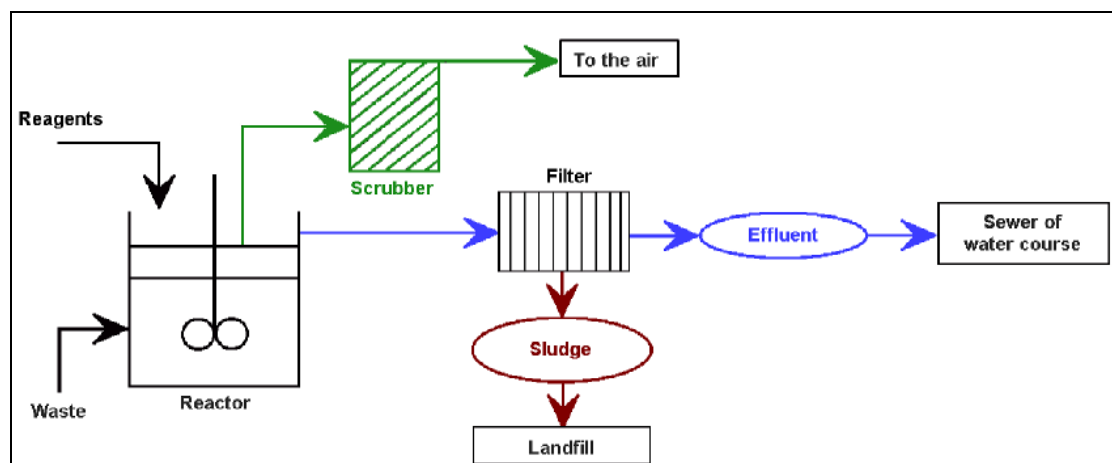 To the air
Reagents
Scrubber
Filter
Effluent
Sewer of
water course
Sludge
Reactor
Waste
Landfill